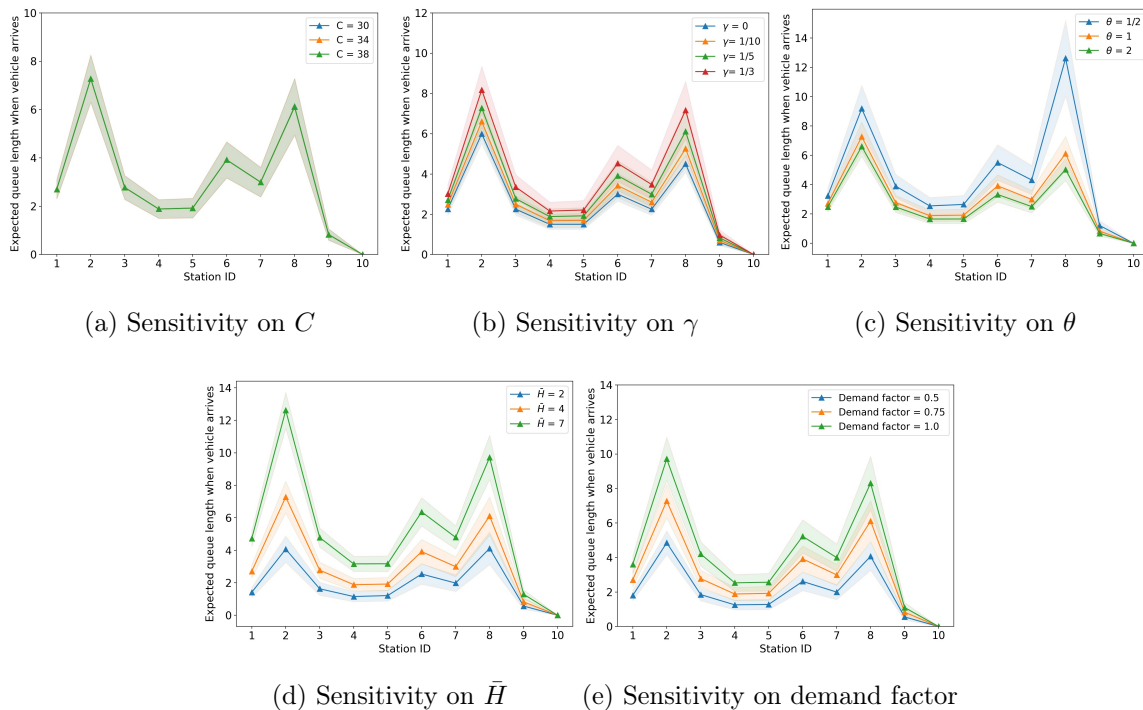 Expected queue length when vehicle arrives
10
8
6
4
2
0
C = 30
C = 34
C = 38
1 2 3 4 5 6 7 8 9 10
Station ID
(a) Sensitivity on C
Expected queue length when vehicle arrives
12
10
8
6
4
2
0
γ = 0
γ= 1/10
γ= 1/5
γ= 1/3
1 2 3 4 5 6 7 8 9 10
Station ID
(b) Sensitivity on γ
Expected queue length when vehicle arrives
14
12
10
8
6
4
2
0
θ = 1/2
θ = 1
θ = 2
1 2 3 4 5 6 7 8 9 10
Station ID
(c) Sensitivity on θ
Expected queue length when vehicle arrives
14
12
10
8
6
4
2
0
H̄ = 2
H̄ = 4
H̄ = 7
1 2 3 4 5 6 7 8 9 10
Station ID
(d) Sensitivity on H̄
Expected queue length when vehicle arrives
14
12
10
8
6
4
2
0
Demand factor = 0.5
Demand factor = 0.75
Demand factor = 1.0
1 2 3 4 5 6 7 8 9 10
Station ID
(e) Sensitivity on demand factor